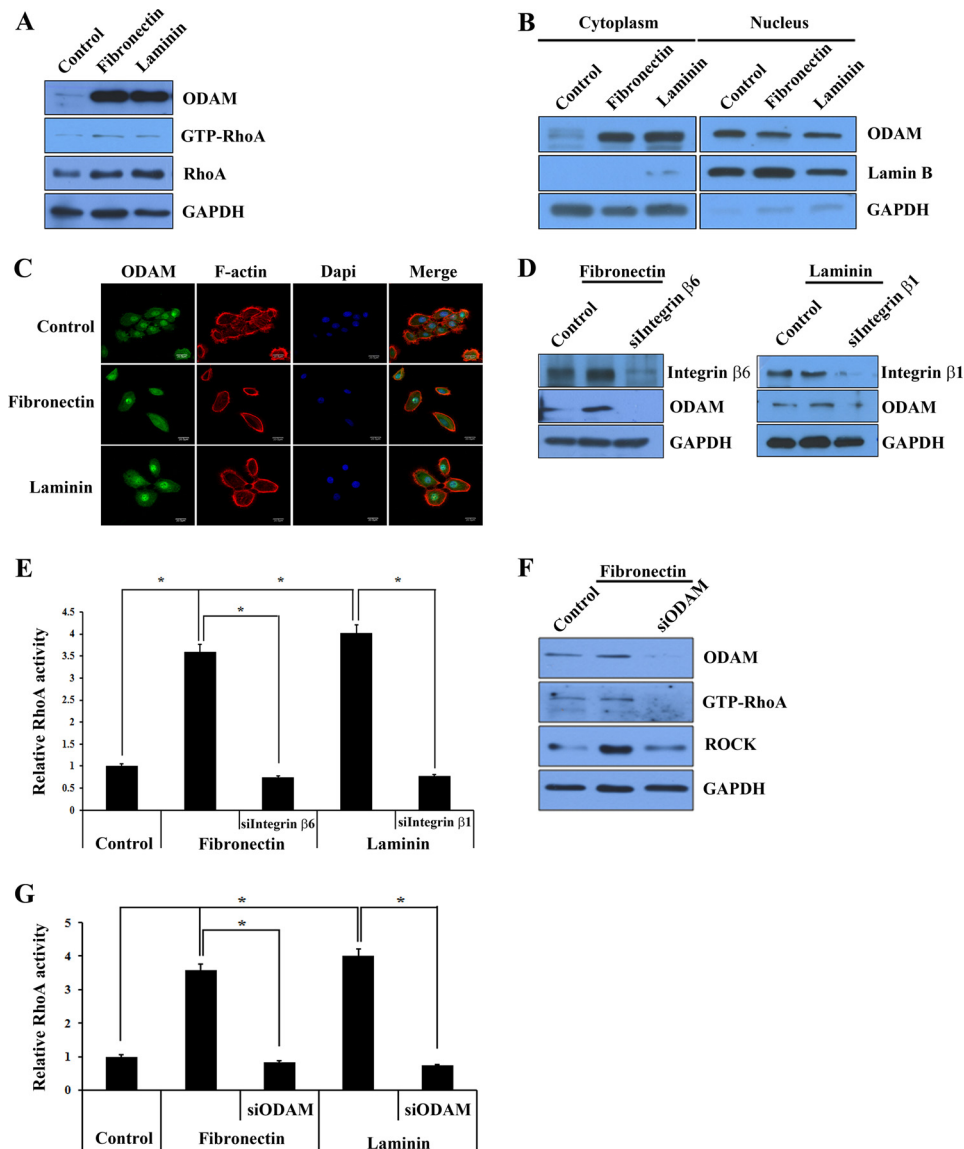 A
Control
Fibronectin
Laminin
ODAM
GTP-RhoA
RhoA
GAPDH
B
Cytoplasm
Nucleus
Control
Fibronectin
Laminin
Control
Fibronectin
Laminin
ODAM
Lamin B
GAPDH
C
ODAM
F-actin
Dapi
Merge
Control
Fibronectin
Laminin
D
Fibronectin
Control
siIntegrin β6
Integrin β6
ODAM
GAPDH
Laminin
Control
siIntegrin β1
Integrin β1
ODAM
GAPDH
E
Relative RhoA activity
4.5
4
3.5
3
2.5
2
1.5
1
0.5
0
*
*
*
*
siIntegrin β6
siIntegrin β1
Control
Fibronectin
Laminin
F
Fibronectin
Control
siODAM
ODAM
GTP-RhoA
ROCK
GAPDH
G
Relative RhoA activity
5
4
3
2
1
0
*
*
*
siODAM
siODAM
Control
Fibronectin
Laminin